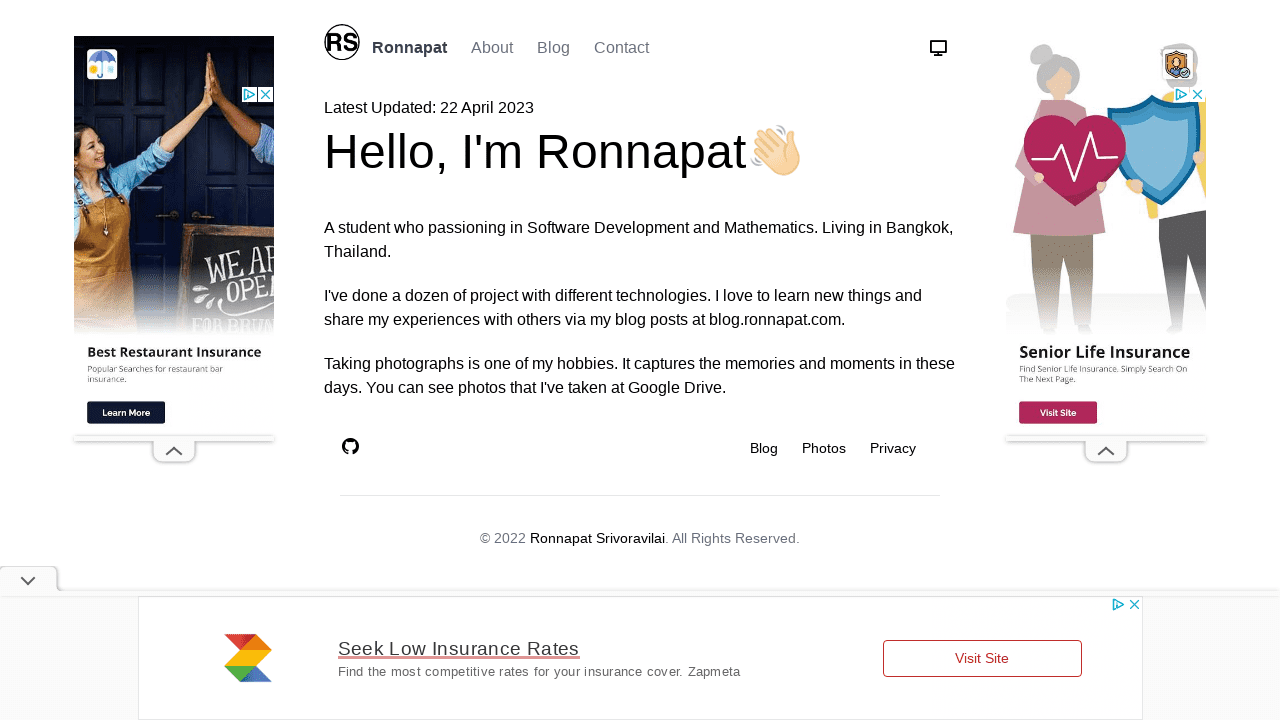 RS Ronnapat About Blog Contact
Latest Updated: 22 April 2023
Hello, I'm Ronnapat
A student who passioning in Software Development and Mathematics. Living in Bangkok,
Thailand.
I've done a dozen of project with different technologies. I love to learn new things and
share my experiences with others via my blog posts at blog.ronnapat.com.
Taking photographs is one of my hobbies. It captures the memories and moments in these
days. You can see photos that I've taken at Google Drive.
Blog Photos Privacy
© 2022 Ronnapat Srivoravilai. All Rights Reserved.
WE ARE
OPEN
FOR BRUN
Best Restaurant Insurance
Popular Searches for restaurant bar
insurance.
Learn More
Senior Life Insurance
Find Senior Life Insurance. Simply Search On
The Next Page.
Visit Site
Seek Low Insurance Rates
Find the most competitive rates for your insurance cover. Zapmeta
Visit Site